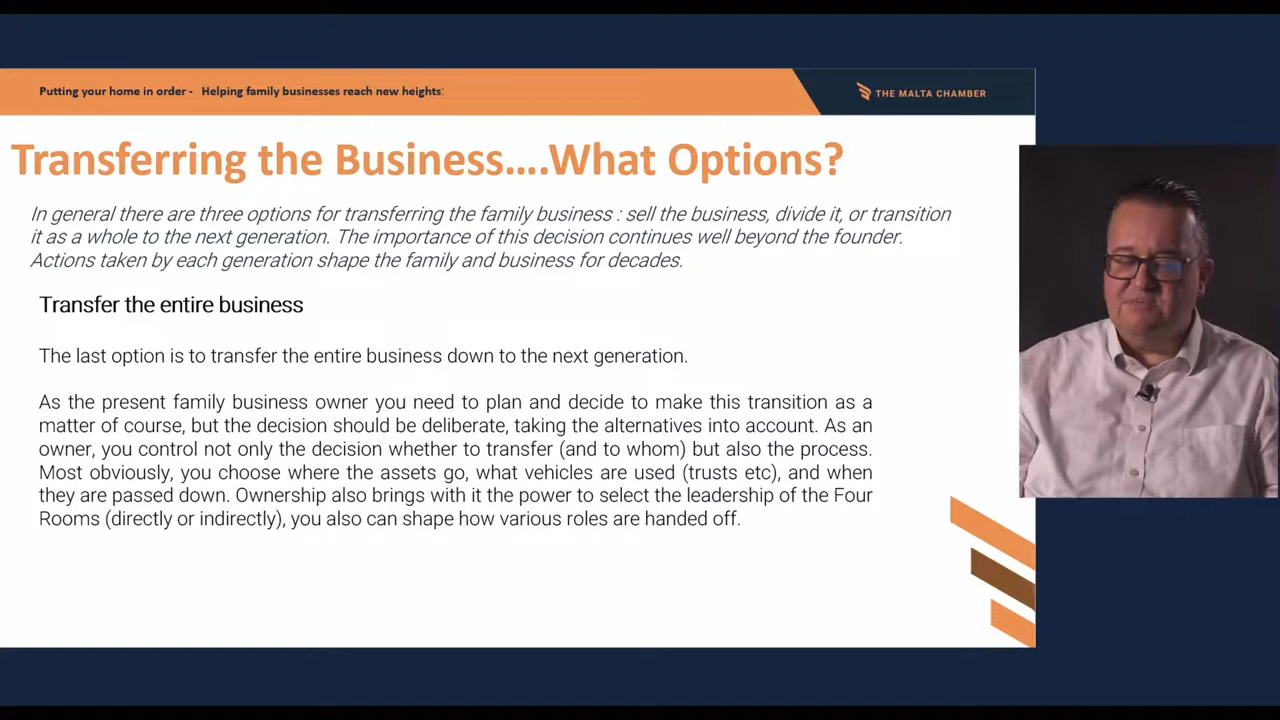 Putting your home in order - Helping family businesses reach new heights:
THE MALTA CHAMBER
Transferring the Business....What Options?
In general there are three options for transferring the family business : sell the business, divide it, or transition
it as a whole to the next generation. The importance of this decision continues well beyond the founder.
Actions taken by each generation shape the family and business for decades.
Transfer the entire business
The last option is to transfer the entire business down to the next generation.
As the present family business owner you need to plan and decide to make this transition as a
matter of course, but the decision should be deliberate, taking the alternatives into account. As an
owner, you control not only the decision whether to transfer (and to whom) but also the process.
Most obviously, you choose where the assets go, what vehicles are used (trusts etc), and when
they are passed down. Ownership also brings with it the power to select the leadership of the Four
Rooms (directly or indirectly), you also can shape how various roles are handed off.